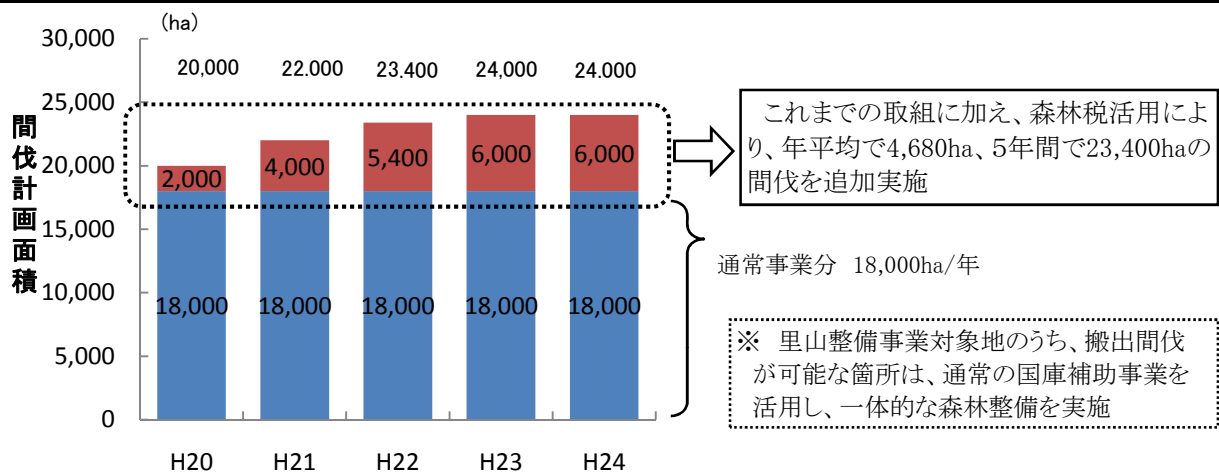 (ha)
30,000
20,000 22.000 23.400 24,000 24.000
25,000
20,000
15,000
10,000
5,000
0
間伐計画面積
2,000 4,000 5,400 6,000 6,000
18,000 18,000 18,000 18,000 18,000
H20 H21 H22 H23 H24
これまでの取組に加え、森林税活用によ
り、年平均で4,680ha、5年間で23,400haの
間伐を追加実施
通常事業分 18,000ha/年
※ 里山整備事業対象地のうち、搬出間伐
が可能な箇所は、通常の国庫補助事業を
活用し、一体的な森林整備を実施